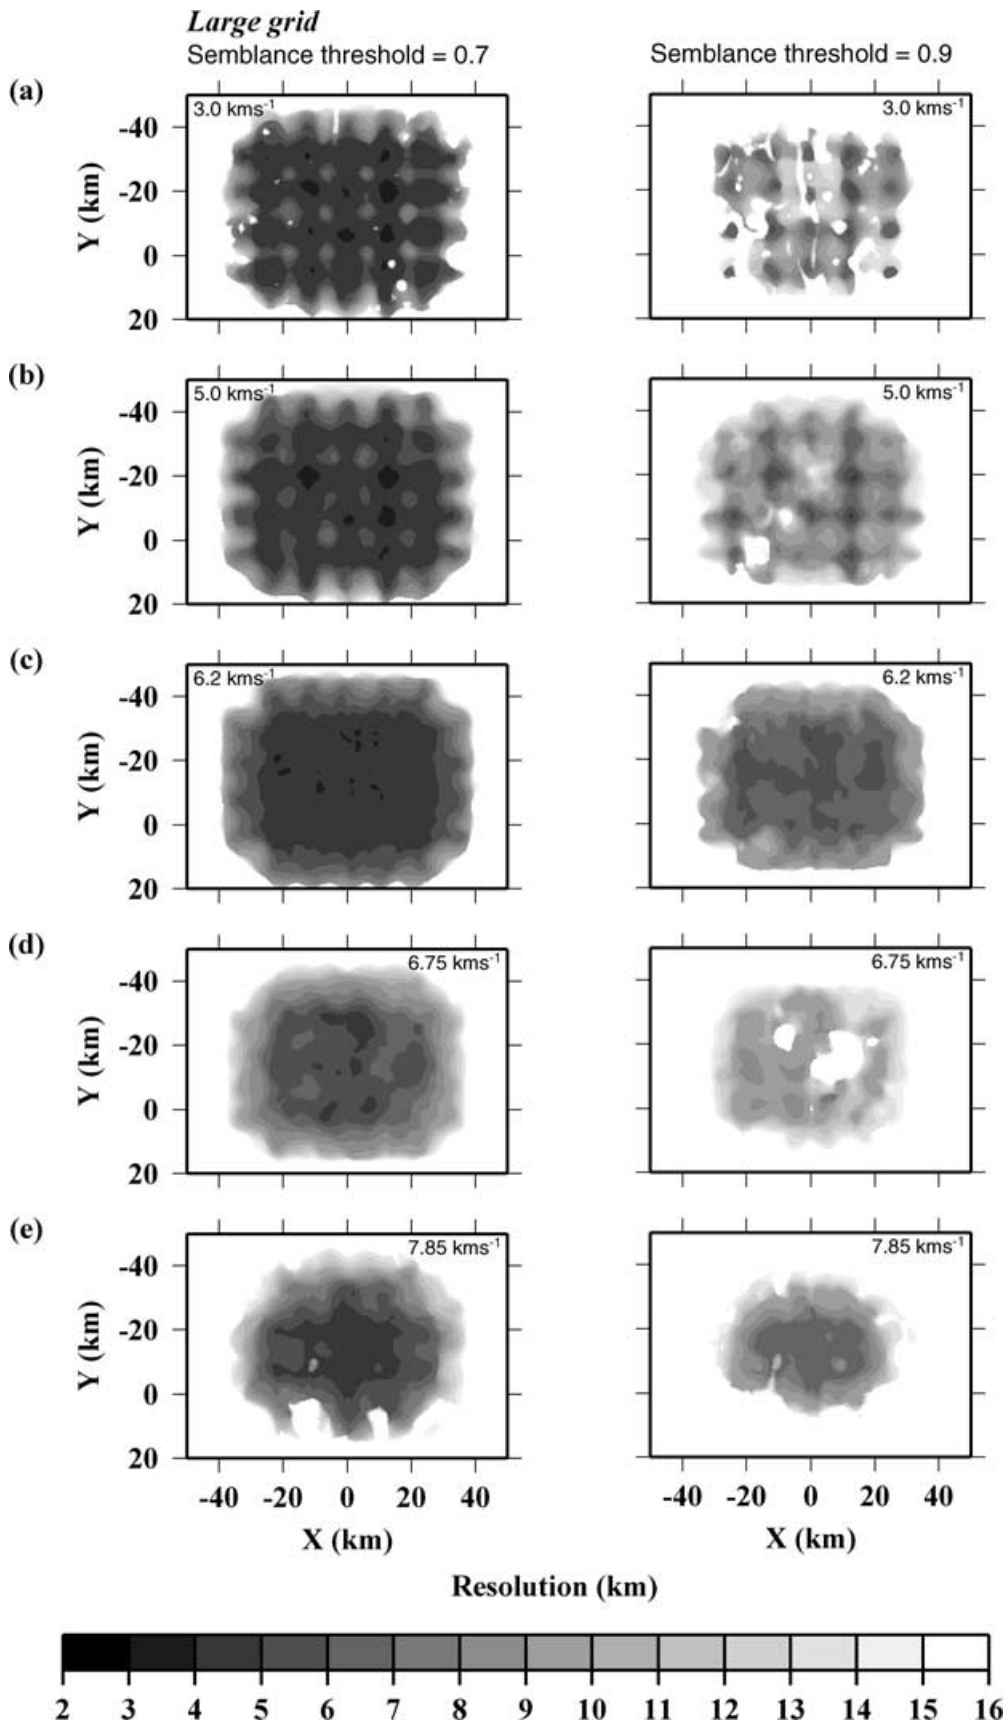 Large grid
Semblance threshold = 0.7 Semblance threshold = 0.9
(a)
3.0 kms-1 3.0 kms-1
-40
-20
0
20
Y (km)
(b)
5.0 kms-1 5.0 kms-1
-40
-20
0
20
Y (km)
(c)
6.2 kms-1 6.2 kms-1
-40
-20
0
20
Y (km)
(d)
6.75 kms-1 6.75 kms-1
-40
-20
0
20
Y (km)
(e)
7.85 kms-1 7.85 kms-1
-40
-20
0
20
Y (km)
-40 -20 0 20 40 -40 -20 0 20 40
X (km) X (km)
Resolution (km)
2 3 4 5 6 7 8 9 10 11 12 13 14 15 16